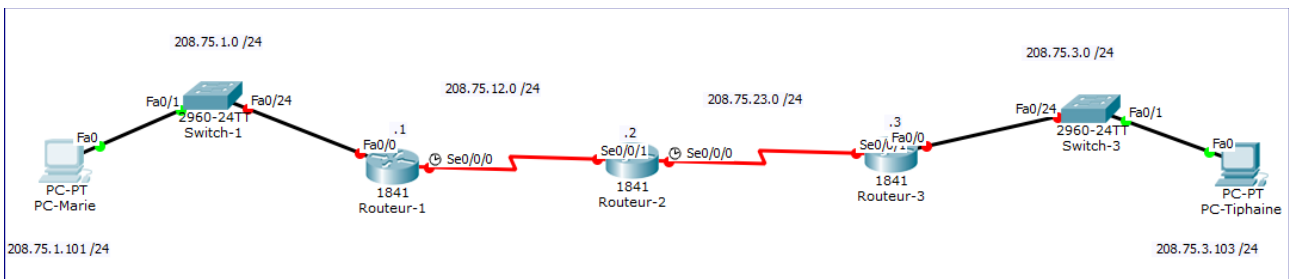 208.75.1.0 /24
208.75.3.0 /24
208.75.12.0 /24
208.75.23.0 /24
Fa0/1
Fa0/24
2960-24TT
Switch-1
Fa0
PC-PT
PC-Marie
208.75.1.101 /24
.1
Fa0/0
Se0/0/0
1841
Routeur-1
.2
Se0/0/1
Se0/0/0
1841
Routeur-2
.3
Se0/0/1
Fa0/0
1841
Routeur-3
Fa0/24
Fa0/1
2960-24TT
Switch-3
Fa0
PC-PT
PC-Tiphaine
208.75.3.103 /24